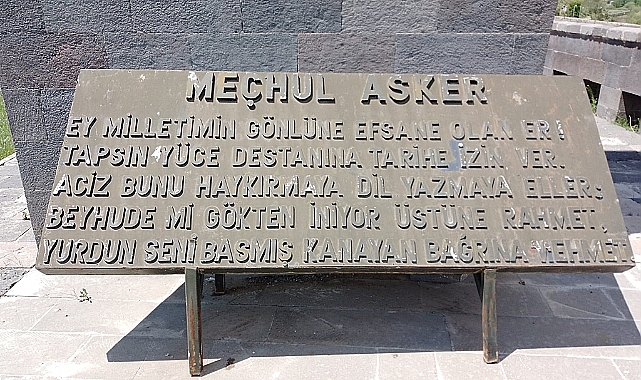 MEÇHUL ASKER
EY MİLLETİMİN GÖNLÜNE EFSANE OLAN ER!
TAPSIN YÜCE DESTANINA TARİHE İZİN VER.
ACİZ BUNU HAYKIRMAYA DİL YAZMAYA ELLER,
BEYHUDE Mİ GÖKTEN İNİYOR ÜSTÜNE RAHMET,
YURDUN SENİ BASMIŞ KANAYAN BAĞRINA MEHMET.